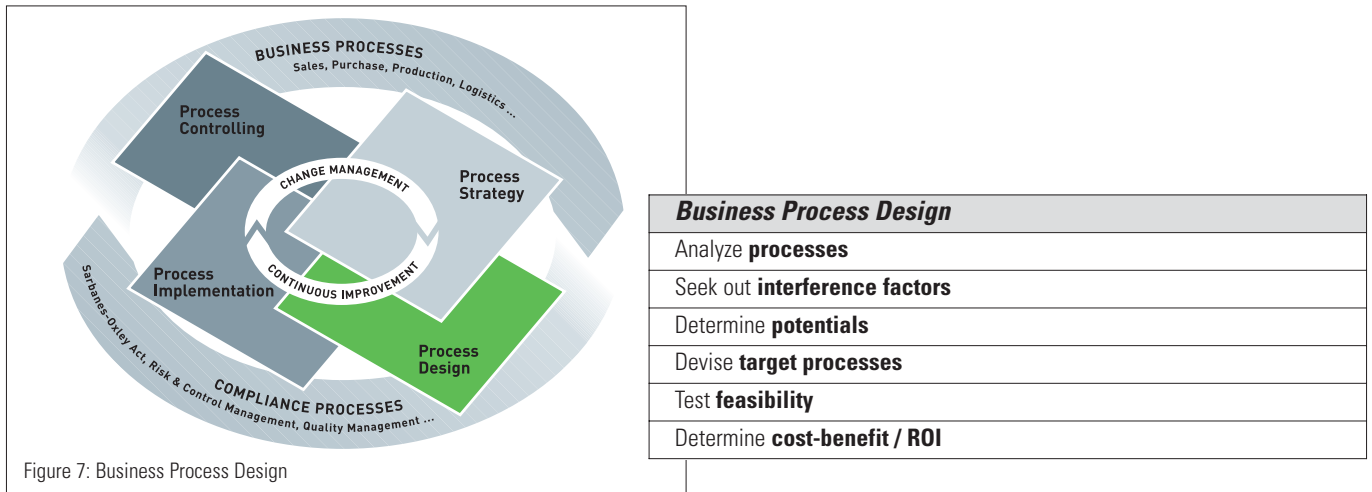 BUSINESS PROCESSES
Sales, Purchase, Production, Logistics ...
Process
Controlling
Process
Strategy
CHANGE MANAGEMENT
CONTINUOUS IMPROVEMENT
Process
Implementation
Process
Design
COMPLIANCE PROCESSES
Sarbanes-Oxley Act, Risk & Control Management, Quality Management ...
Figure 7: Business Process Design
Business Process Design
Analyze processes
Seek out interference factors
Determine potentials
Devise target processes
Test feasibility
Determine cost-benefit / ROI